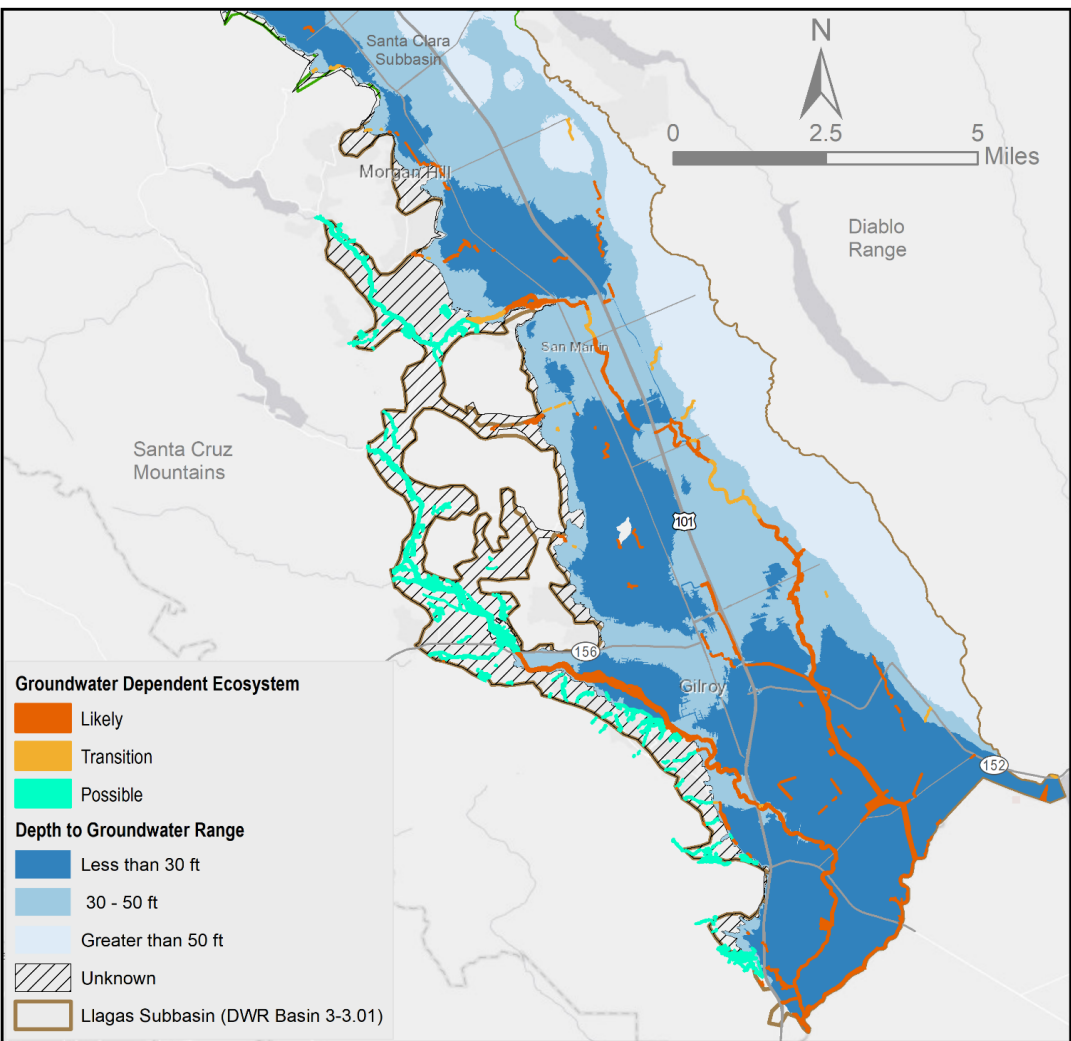 Santa Clara
Subbasin
N
0 2.5 5
Miles
Morgan Hill
Diablo
Range
San Martin
Santa Cruz
Mountains
101
156
Gilroy
152
Groundwater Dependent Ecosystem
Likely
Transition
Possible
Depth to Groundwater Range
Less than 30 ft
30 - 50 ft
Greater than 50 ft
Unknown
Llagas Subbasin (DWR Basin 3-3.01)